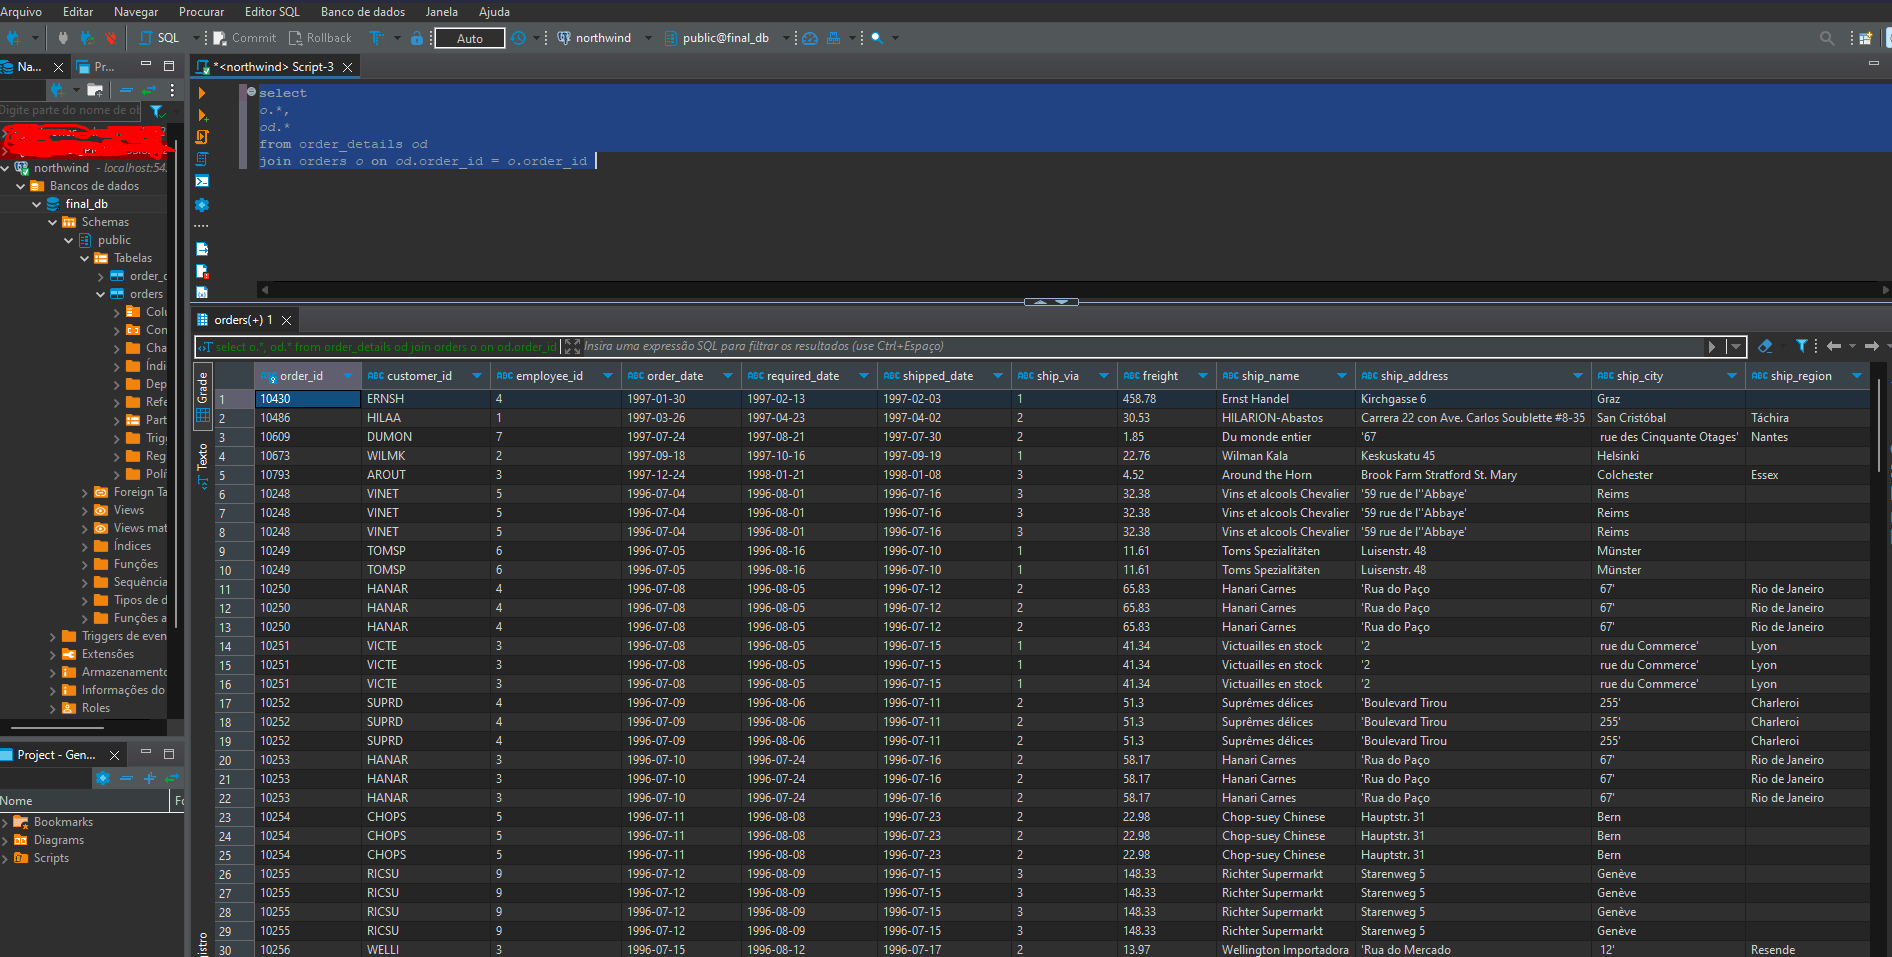 Arquivo Editar Navegar Procurar Editor SQL Banco de dados Janela Ajuda
SQL Commit Rollback Auto northwind public@final_db
Na... Pr... *<northwind> Script-3
Digite parte do nome de ob
northwind - localhost:54
Bancos de dados
final_db
Schemas
public
Tabelas
order_c
orders
Colu
Con
Cha
Índi
Dep
Refe
Part
Trig
Reg
Polí
Foreign Ta
Views
Views mat
Índices
Funções
Sequência
Tipos de d
Funções a
Triggers de even
Extensões
Armazenamento
Informações do
Roles
Project - Gen...
Nome Fo
Bookmarks
Diagrams
Scripts
select
o.*,
od.*
from order_details od
join orders o on od.order_id = o.order_id
orders(+) 1
select o.*, od.* from order_details od join orders o on od.order_id Insira uma expressão SQL para filtrar os resultados (use Ctrl+Espaço)
Grade
Texto
gistro
order_id customer_id employee_id order_date required_date shipped_date ship_via freight ship_name ship_address ship_city ship_region
1 10430 ERNSH 4 1997-01-30 1997-02-13 1997-02-03 1 458.78 Ernst Handel Kirchgasse 6 Graz
2 10486 HILAA 1 1997-03-26 1997-04-23 1997-04-02 2 30.53 HILARION-Abastos Carrera 22 con Ave. Carlos Soublette #8-35 San Cristóbal Táchira
3 10609 DUMON 7 1997-07-24 1997-08-21 1997-07-30 2 1.85 Du monde entier '67 rue des Cinquante Otages' Nantes
4 10673 WILMK 2 1997-09-18 1997-10-16 1997-09-19 1 22.76 Wilman Kala Keskuskatu 45 Helsinki
5 10793 AROUT 3 1997-12-24 1998-01-21 1998-01-08 3 4.52 Around the Horn Brook Farm Stratford St. Mary Colchester Essex
6 10248 VINET 5 1996-07-04 1996-08-01 1996-07-16 3 32.38 Vins et alcools Chevalier '59 rue de l''Abbaye' Reims
7 10248 VINET 5 1996-07-04 1996-08-01 1996-07-16 3 32.38 Vins et alcools Chevalier '59 rue de l''Abbaye' Reims
8 10248 VINET 5 1996-07-04 1996-08-01 1996-07-16 3 32.38 Vins et alcools Chevalier '59 rue de l''Abbaye' Reims
9 10249 TOMSP 6 1996-07-05 1996-08-16 1996-07-10 1 11.61 Toms Spezialitäten Luisenstr. 48 Münster
10 10249 TOMSP 6 1996-07-05 1996-08-16 1996-07-10 1 11.61 Toms Spezialitäten Luisenstr. 48 Münster
11 10250 HANAR 4 1996-07-08 1996-08-05 1996-07-12 2 65.83 Hanari Carnes 'Rua do Paço 67' Rio de Janeiro
12 10250 HANAR 4 1996-07-08 1996-08-05 1996-07-12 2 65.83 Hanari Carnes 'Rua do Paço 67' Rio de Janeiro
13 10250 HANAR 4 1996-07-08 1996-08-05 1996-07-12 2 65.83 Hanari Carnes 'Rua do Paço 67' Rio de Janeiro
14 10251 VICTE 3 1996-07-08 1996-08-05 1996-07-15 1 41.34 Victuailles en stock '2 rue du Commerce' Lyon
15 10251 VICTE 3 1996-07-08 1996-08-05 1996-07-15 1 41.34 Victuailles en stock '2 rue du Commerce' Lyon
16 10251 VICTE 3 1996-07-08 1996-08-05 1996-07-15 1 41.34 Victuailles en stock '2 rue du Commerce' Lyon
17 10252 SUPRD 4 1996-07-09 1996-08-06 1996-07-11 2 51.3 Suprêmes délices 'Boulevard Tirou 255' Charleroi
18 10252 SUPRD 4 1996-07-09 1996-08-06 1996-07-11 2 51.3 Suprêmes délices 'Boulevard Tirou 255' Charleroi
19 10252 SUPRD 4 1996-07-09 1996-08-06 1996-07-11 2 51.3 Suprêmes délices 'Boulevard Tirou 255' Charleroi
20 10253 HANAR 3 1996-07-10 1996-07-24 1996-07-16 2 58.17 Hanari Carnes 'Rua do Paço 67' Rio de Janeiro
21 10253 HANAR 3 1996-07-10 1996-07-24 1996-07-16 2 58.17 Hanari Carnes 'Rua do Paço 67' Rio de Janeiro
22 10253 HANAR 3 1996-07-10 1996-07-24 1996-07-16 2 58.17 Hanari Carnes 'Rua do Paço 67' Rio de Janeiro
23 10254 CHOPS 5 1996-07-11 1996-08-08 1996-07-23 2 22.98 Chop-suey Chinese Hauptstr. 31 Bern
24 10254 CHOPS 5 1996-07-11 1996-08-08 1996-07-23 2 22.98 Chop-suey Chinese Hauptstr. 31 Bern
25 10254 CHOPS 5 1996-07-11 1996-08-08 1996-07-23 2 22.98 Chop-suey Chinese Hauptstr. 31 Bern
26 10255 RICSU 9 1996-07-12 1996-08-09 1996-07-15 3 148.33 Richter Supermarkt Starenweg 5 Genève
27 10255 RICSU 9 1996-07-12 1996-08-09 1996-07-15 3 148.33 Richter Supermarkt Starenweg 5 Genève
28 10255 RICSU 9 1996-07-12 1996-08-09 1996-07-15 3 148.33 Richter Supermarkt Starenweg 5 Genève
29 10255 RICSU 9 1996-07-12 1996-08-09 1996-07-15 3 148.33 Richter Supermarkt Starenweg 5 Genève
30 10256 WELLI 3 1996-07-15 1996-08-12 1996-07-17 2 13.97 Wellington Importadora 'Rua do Mercado 12' Resende